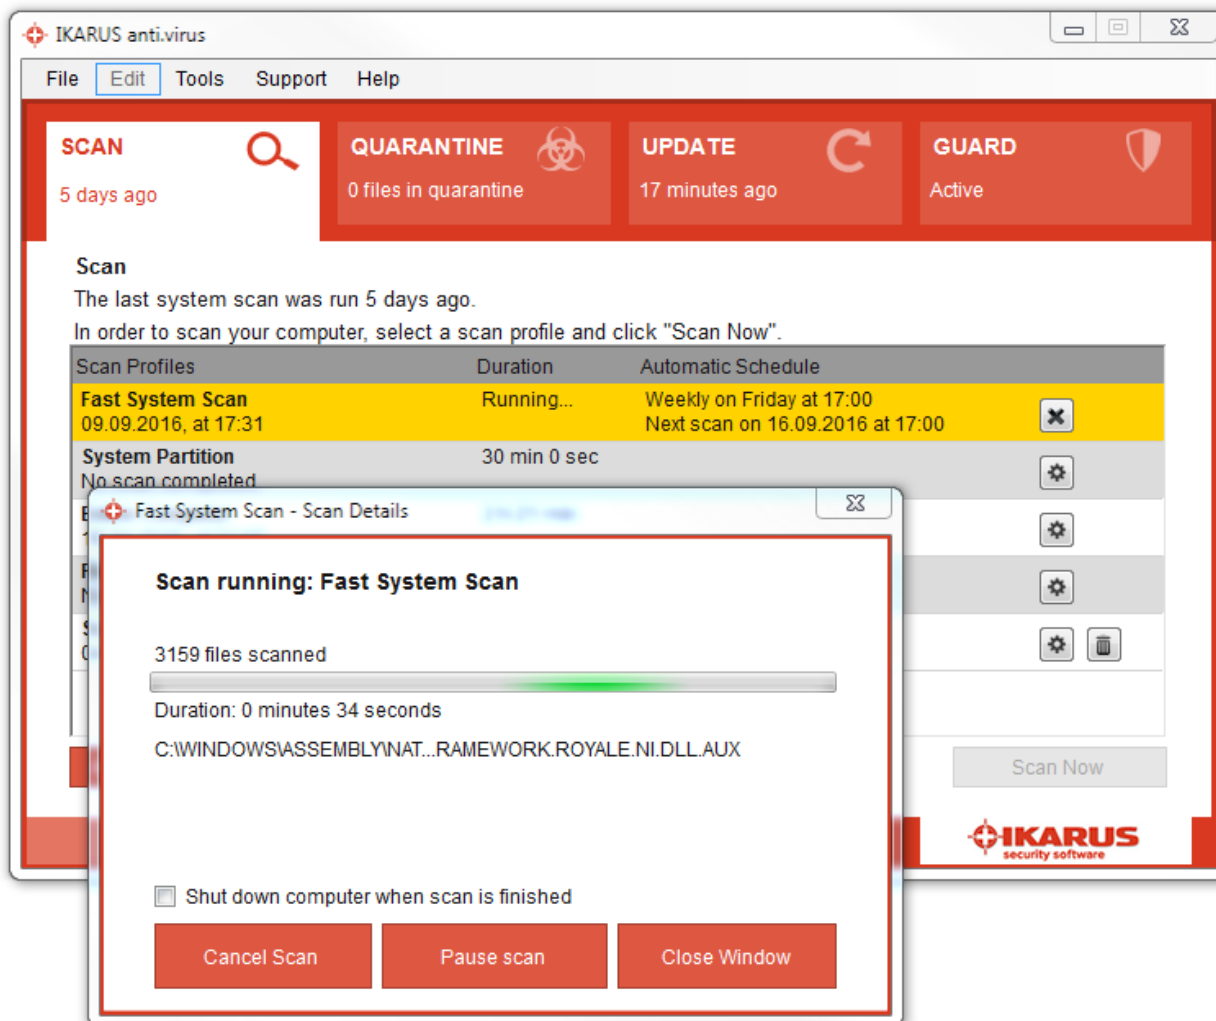 IKARUS anti.virus
File Edit Tools Support Help
SCAN
5 days ago
QUARANTINE
0 files in quarantine
UPDATE
17 minutes ago
GUARD
Active
Scan
The last system scan was run 5 days ago.
In order to scan your computer, select a scan profile and click "Scan Now".
Scan Profiles Duration Automatic Schedule
Fast System Scan Running... Weekly on Friday at 17:00
09.09.2016, at 17:31 Next scan on 16.09.2016 at 17:00
System Partition 30 min 0 sec
No scan completed
Fast System Scan - Scan Details
Scan running: Fast System Scan
3159 files scanned
Duration: 0 minutes 34 seconds
C:\WINDOWS\ASSEMBLY\NAT...RAMEWORK.ROYALE.NI.DLL.AUX
Shut down computer when scan is finished
Cancel Scan Pause scan Close Window
Scan Now
IKARUS
security software